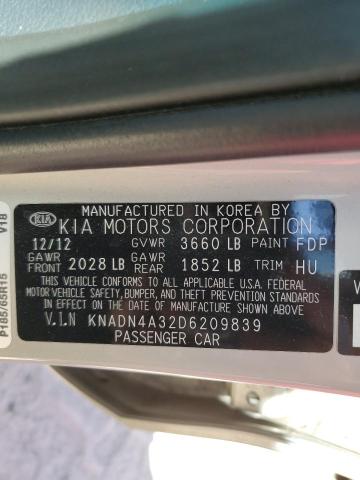 MANUFACTURED IN KOREA BY
KIA KIA MOTORS CORPORATION
12/12 GVWR 3660 LB PAINT FDP
GAWR FRONT 2028 LB GAWR REAR 1852 LB TRIM HU
THIS VEHICLE CONFORMS TO ALL APPLICABLE U.S.A. FEDERAL
MOTOR VEHICLE SAFETY, BUMPER, AND THEFT PREVENTION STANDARDS
IN EFFECT ON THE DATE OF MANUFACTURE SHOWN ABOVE.
V.I.N KNADN4A32D6209839
PASSENGER CAR
P185/65R15
V18